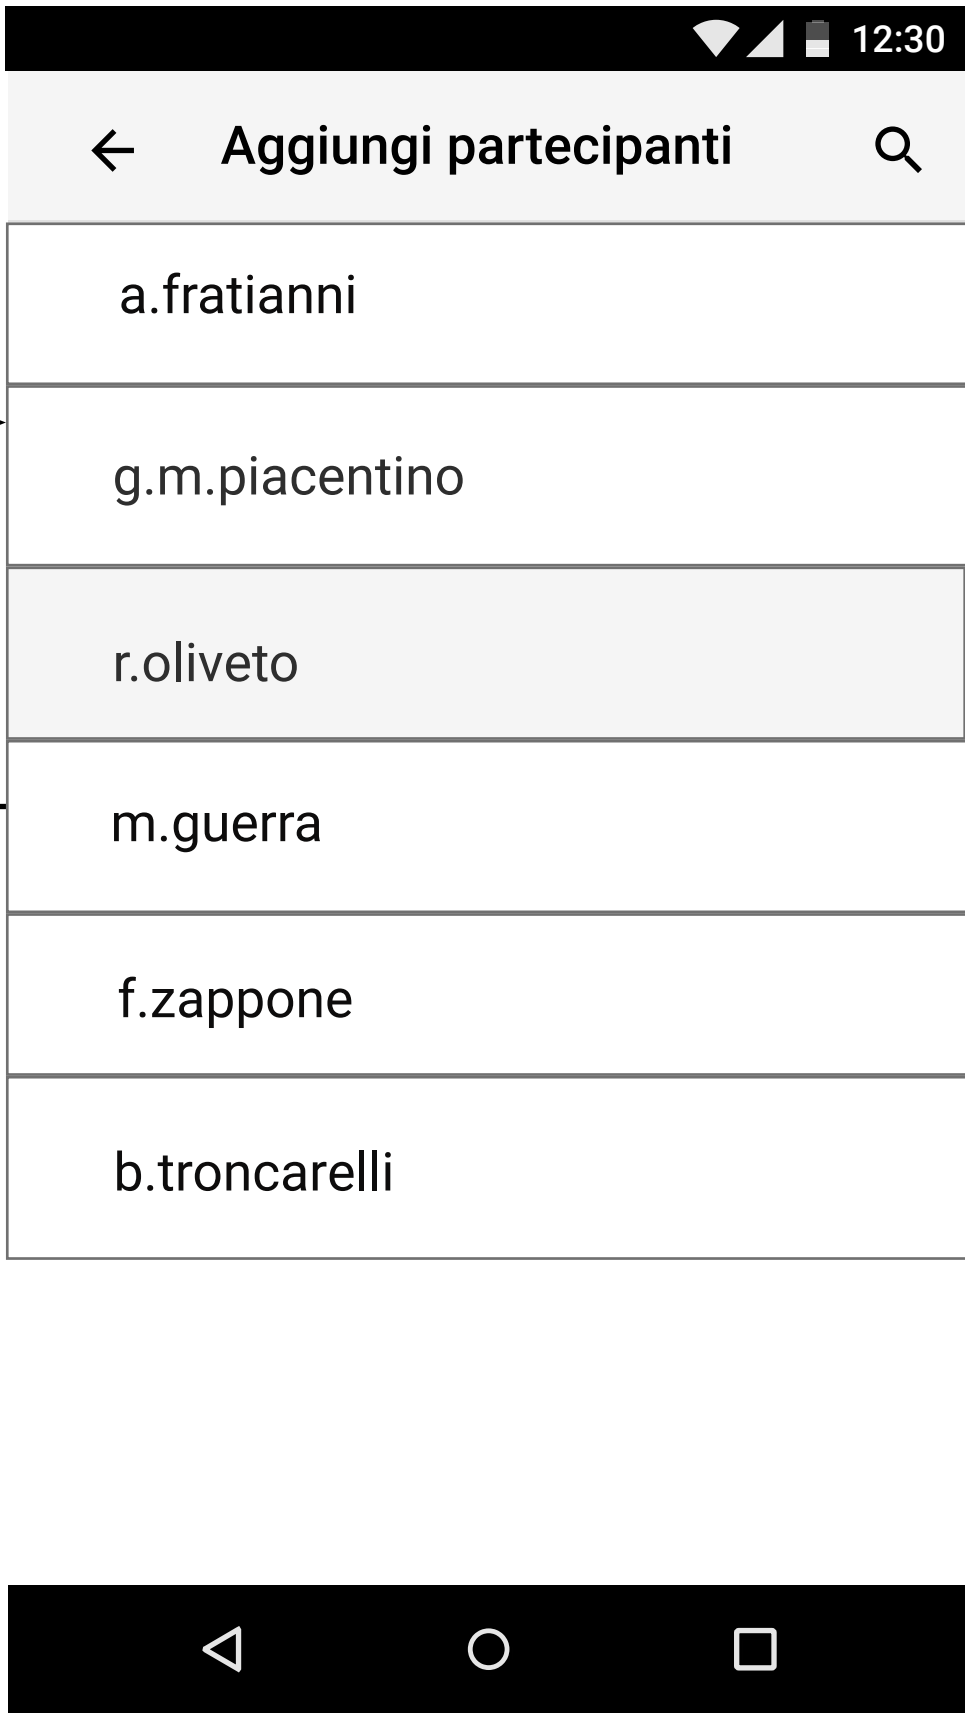 12:30
Aggiungi partecipanti
a.fratianni
g.m.piacentino
r.oliveto
m.guerra
f.zappone
b.troncarelli